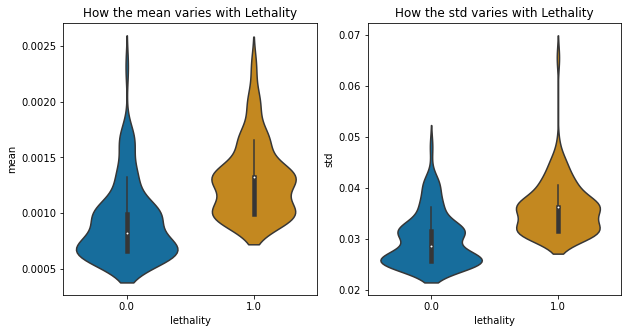 How the mean varies with Lethality
How the std varies with Lethality
mean
0.0025
0.0020
0.0015
0.0010
0.0005
0.0
1.0
lethality
std
0.07
0.06
0.05
0.04
0.03
0.02
0.0
1.0
lethality